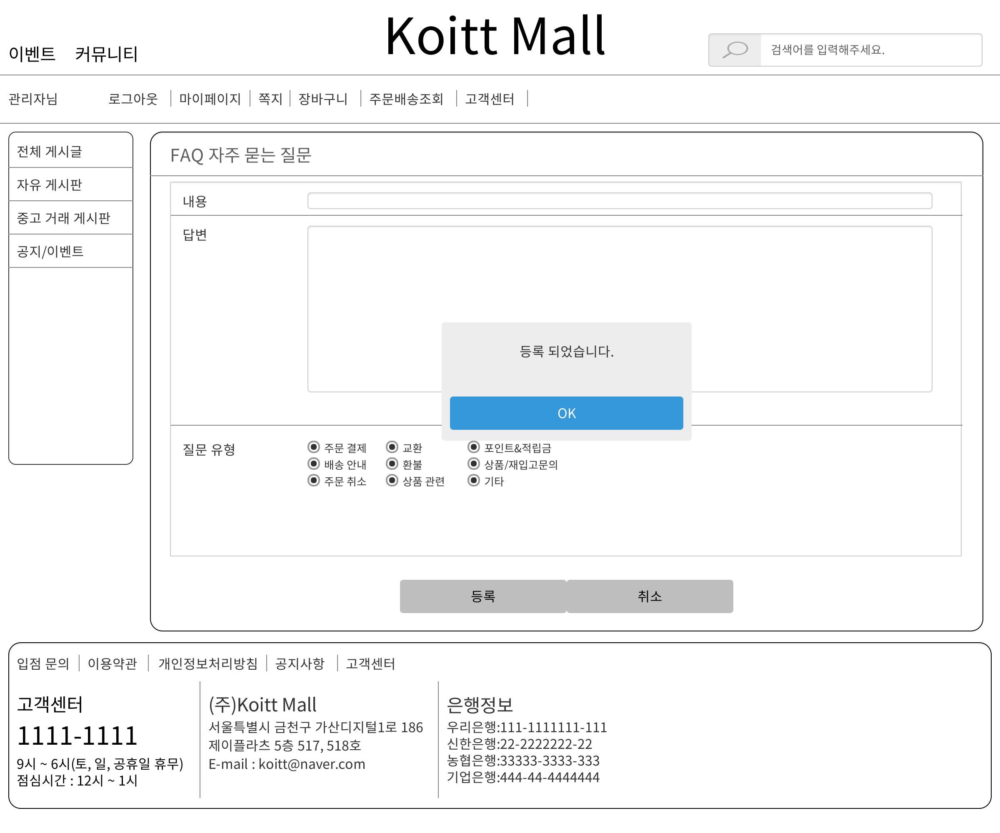 Koitt Mall
이벤트 커뮤니티
검색어를 입력해주세요.
관리자님 로그아웃 마이페이지 쪽지 장바구니 주문배송조회 고객센터
전체 게시글
자유 게시판
중고 거래 게시판
공지/이벤트
FAQ 자주 묻는 질문
내용
답변
등록 되었습니다.
OK
질문 유형
주문 결제 교환 포인트&적립금
배송 안내 환불 상품/재입고문의
주문 취소 상품 관련 기타
등록 취소
입점 문의 이용약관 개인정보처리방침 공지사항 고객센터
고객센터
1111-1111
9시 ~ 6시(토, 일, 공휴일 휴무)
점심시간 : 12시 ~ 1시
(주)Koitt Mall
서울특별시 금천구 가산디지털1로 186
제이플라츠 5층 517, 518호
E-mail : koitt@naver.com
은행정보
우리은행:111-1111111-111
신한은행:22-2222222-22
농협은행:33333-3333-333
기업은행:444-44-4444444